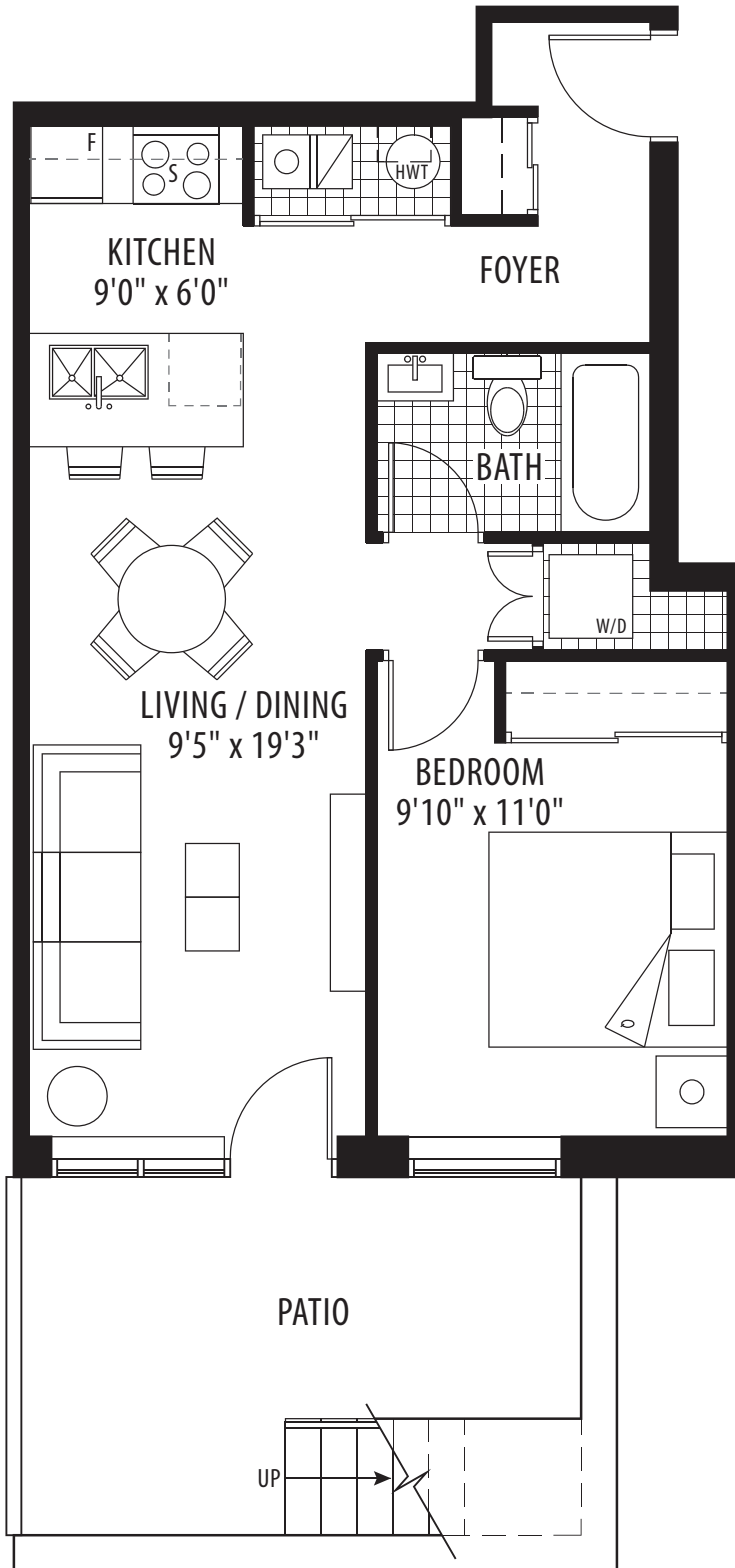 F
S
HWT
KITCHEN
9'0" x 6'0"
FOYER
BATH
W/D
LIVING / DINING
9'5" x 19'3"
BEDROOM
9'10" x 11'0"
PATIO
UP